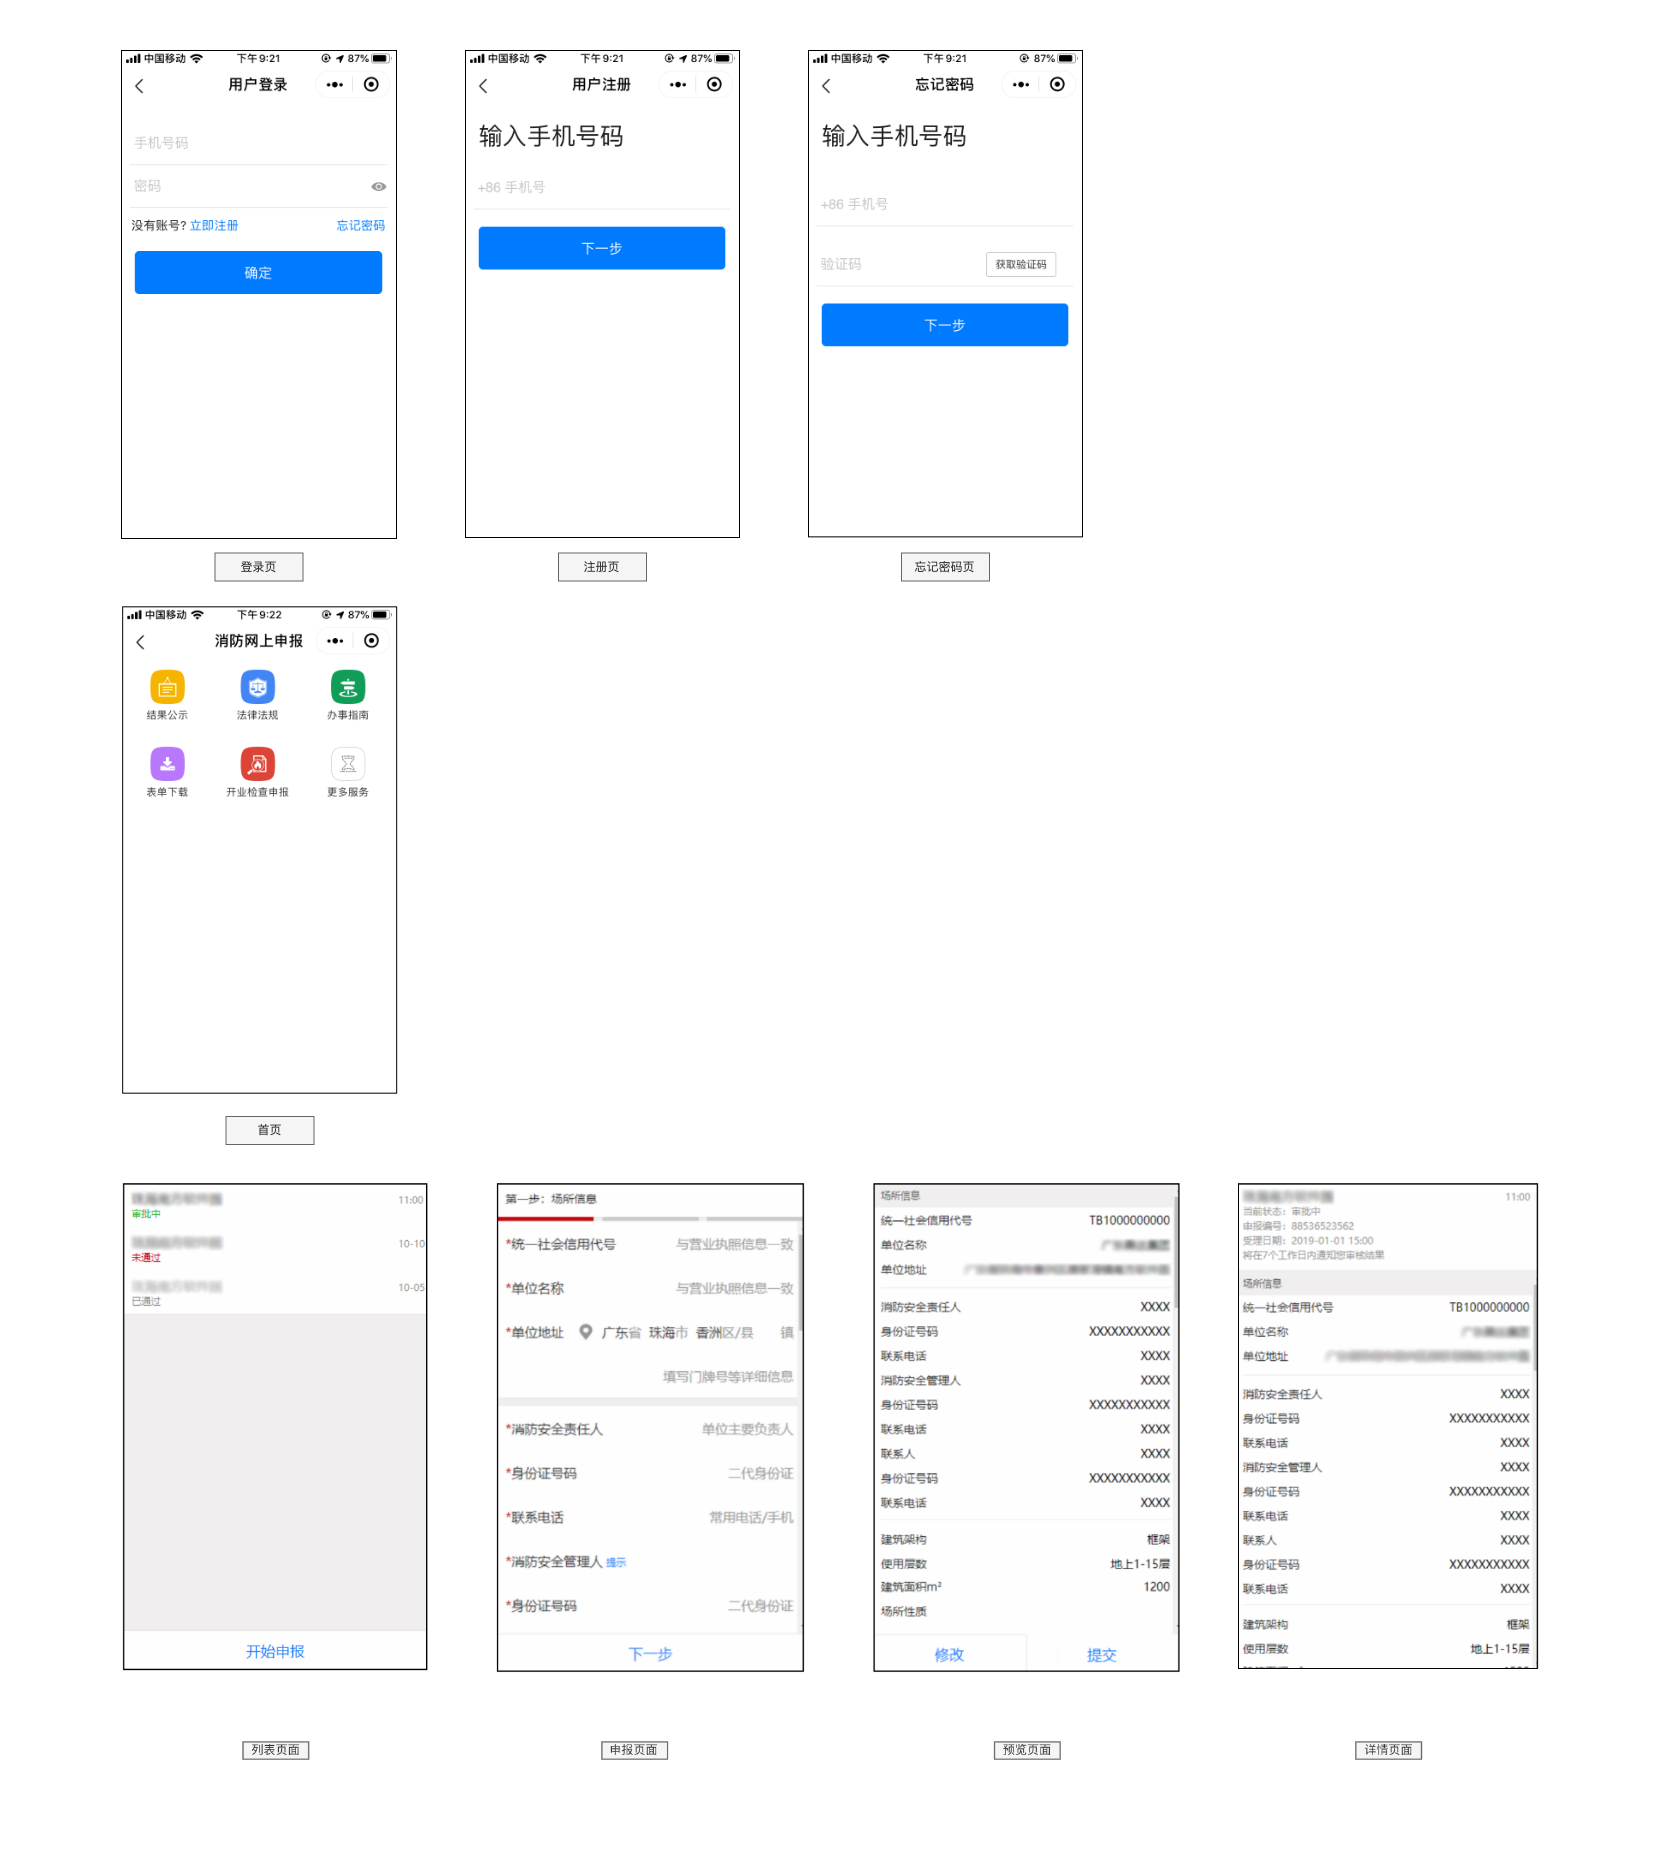 中国移动 下午9:21 87%
用户登录
手机号码
密码
没有账号? 立即注册 忘记密码
确定
登录页
中国移动 下午9:21 87%
用户注册
输入手机号码
+86 手机号
下一步
注册页
中国移动 下午9:21 87%
忘记密码
输入手机号码
+86 手机号
验证码 获取验证码
下一步
忘记密码页
中国移动 下午9:22 87%
消防网上申报
结果公示 法律法规 办事指南
表单下载 开业检查申报 更多服务
首页
11:00
审批中
10-10
未通过
10-05
已通过
开始申报
列表页面
第一步：场所信息
*统一社会信用代号 与营业执照信息一致
*单位名称 与营业执照信息一致
*单位地址 广东省 珠海市 香洲区/县 镇
填写门牌号等详细信息
*消防安全责任人 单位主要负责人
*身份证号码 二代身份证
*联系电话 常用电话/手机
*消防安全管理人 提示
*身份证号码 二代身份证
下一步
申报页面
场所信息
统一社会信用代号 TB1000000000
单位名称
单位地址
消防安全责任人 XXXX
身份证号码 XXXXXXXXXXX
联系电话 XXXX
消防安全管理人 XXXX
身份证号码 XXXXXXXXXXX
联系电话 XXXX
联系人 XXXX
身份证号码 XXXXXXXXXXX
联系电话 XXXX
建筑架构 框架
使用层数 地上1-15层
建筑面积m² 1200
场所性质
修改 提交
预览页面
11:00
当前状态：审批中
申报编号：88536523562
受理日期：2019-01-01 15:00
将在7个工作日内通知您审核结果
场所信息
统一社会信用代号 TB1000000000
单位名称
单位地址
消防安全责任人 XXXX
身份证号码 XXXXXXXXXXX
联系电话 XXXX
消防安全管理人 XXXX
身份证号码 XXXXXXXXXXX
联系电话 XXXX
联系人 XXXX
身份证号码 XXXXXXXXXXX
联系电话 XXXX
建筑架构 框架
使用层数 地上1-15层
详情页面